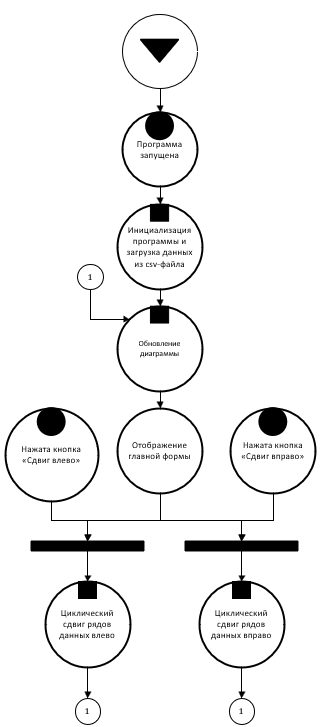 Программа
запущена
Инициализация
программы и
загрузка данных
из csv-файла
1
Обновление
диаграммы
Нажата кнопка
«Сдвиг влево»
Отображение
главной формы
Нажата кнопка
«Сдвиг вправо»
Циклический
сдвиг рядов
данных влево
Циклический
сдвиг рядов
данных вправо
1
1